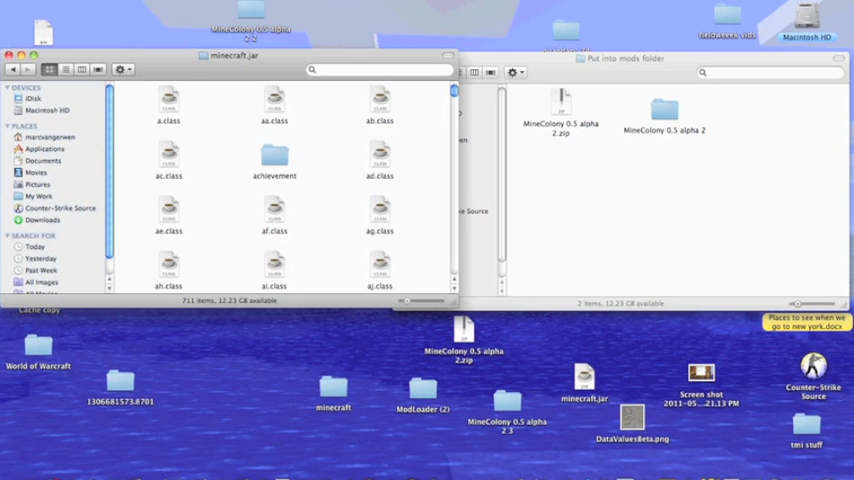 MineColony 0.5 alpha
2 2
fieldweeek vids
Macintosh HD
minecraft.jar
DEVICES
iDisk
Macintosh HD
PLACES
marcvangerwen
Applications
Documents
Movies
Pictures
My Work
Counter-Strike Source
Downloads
SEARCH FOR
Today
Yesterday
Past Week
All Images
a.class
aa.class
ab.class
ac.class
achievement
ad.class
ae.class
af.class
ag.class
ah.class
ai.class
aj.class
711 items, 12.23 GB available
Put into mods folder
ke Source
MineColony 0.5 alpha
2.zip
MineColony 0.5 alpha 2
2 items, 12.23 GB available
Cache copy
World of Warcraft
1306681573.8701
minecraft
ModLoader (2)
MineColony 0.5 alpha
2.zip
MineColony 0.5 alpha
2 3
minecraft.jar
DataValuesBeta.png
Screen shot
2011-05....21.13 PM
Places to see when we
go to new york.docx
Counter-Strike
Source
tmi stuff